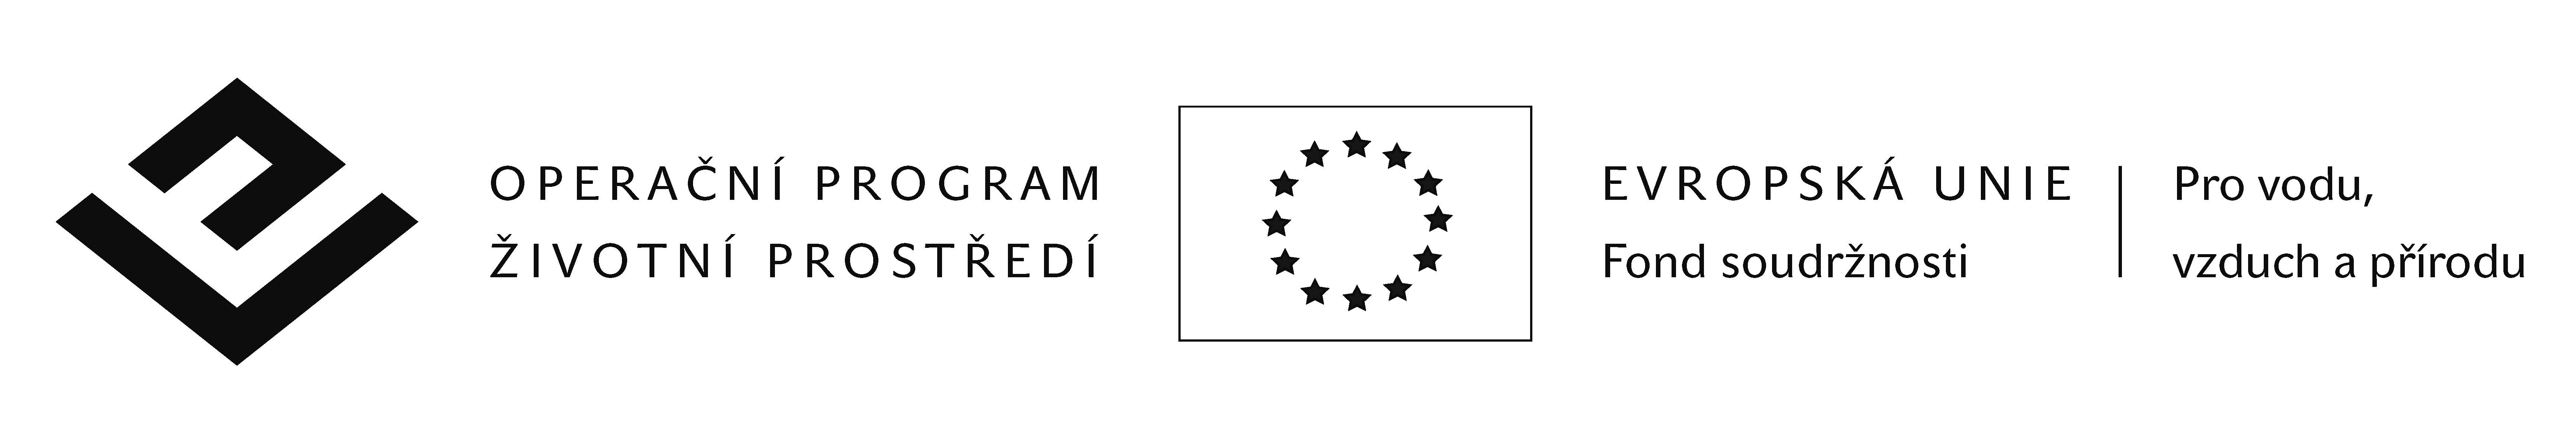 OPERAČNÍ PROGRAM
ŽIVOTNÍ PROSTŘEDÍ
EVROPSKÁ UNIE
Fond soudržnosti
Pro vodu,
vzduch a přírodu